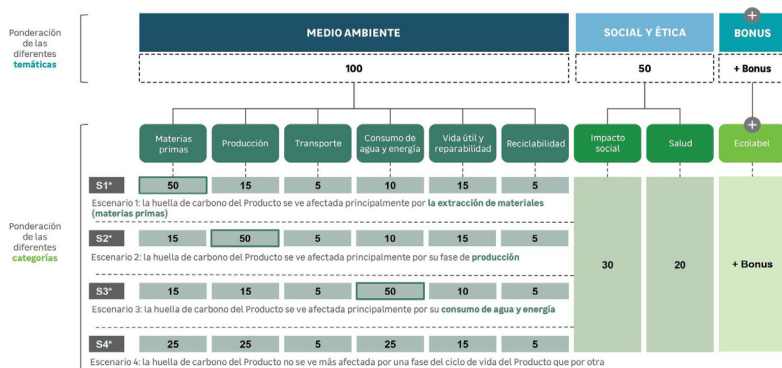 Ponderación
de las
diferentes
temáticas
MEDIO AMBIENTE
SOCIAL Y ÉTICA
+
BONUS
100
50
+ Bonus
Materias
primas
Producción
Transporte
Consumo de
agua y energía
Vida útil y
reparabilidad
Reciclabilidad
Impacto
social
Salud
+
Ecolabel
Ponderación
de las
diferentes
categorías
S1* 50 15 5 10 15 5
Escenario 1: la huella de carbono del Producto se ve afectada principalmente por la extracción de materiales
(materias primas)
S2* 15 50 5 10 15 5
Escenario 2: la huella de carbono del Producto se ve afectada principalmente por su fase de producción
S3* 15 15 5 50 10 5
Escenario 3: la huella de carbono del Producto se ve afectada principalmente por su consumo de agua y energía
S4* 25 25 5 25 15 5
Escenario 4: la huella de carbono del Producto no se ve más afectada por una fase del ciclo de vida del Producto que por otra
30
20
+ Bonus